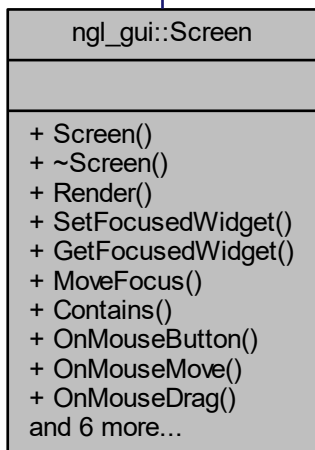 ngl_gui::Screen
+ Screen()
+ ~Screen()
+ Render()
+ SetFocusedWidget()
+ GetFocusedWidget()
+ MoveFocus()
+ Contains()
+ OnMouseButton()
+ OnMouseMove()
+ OnMouseDrag()
and 6 more...